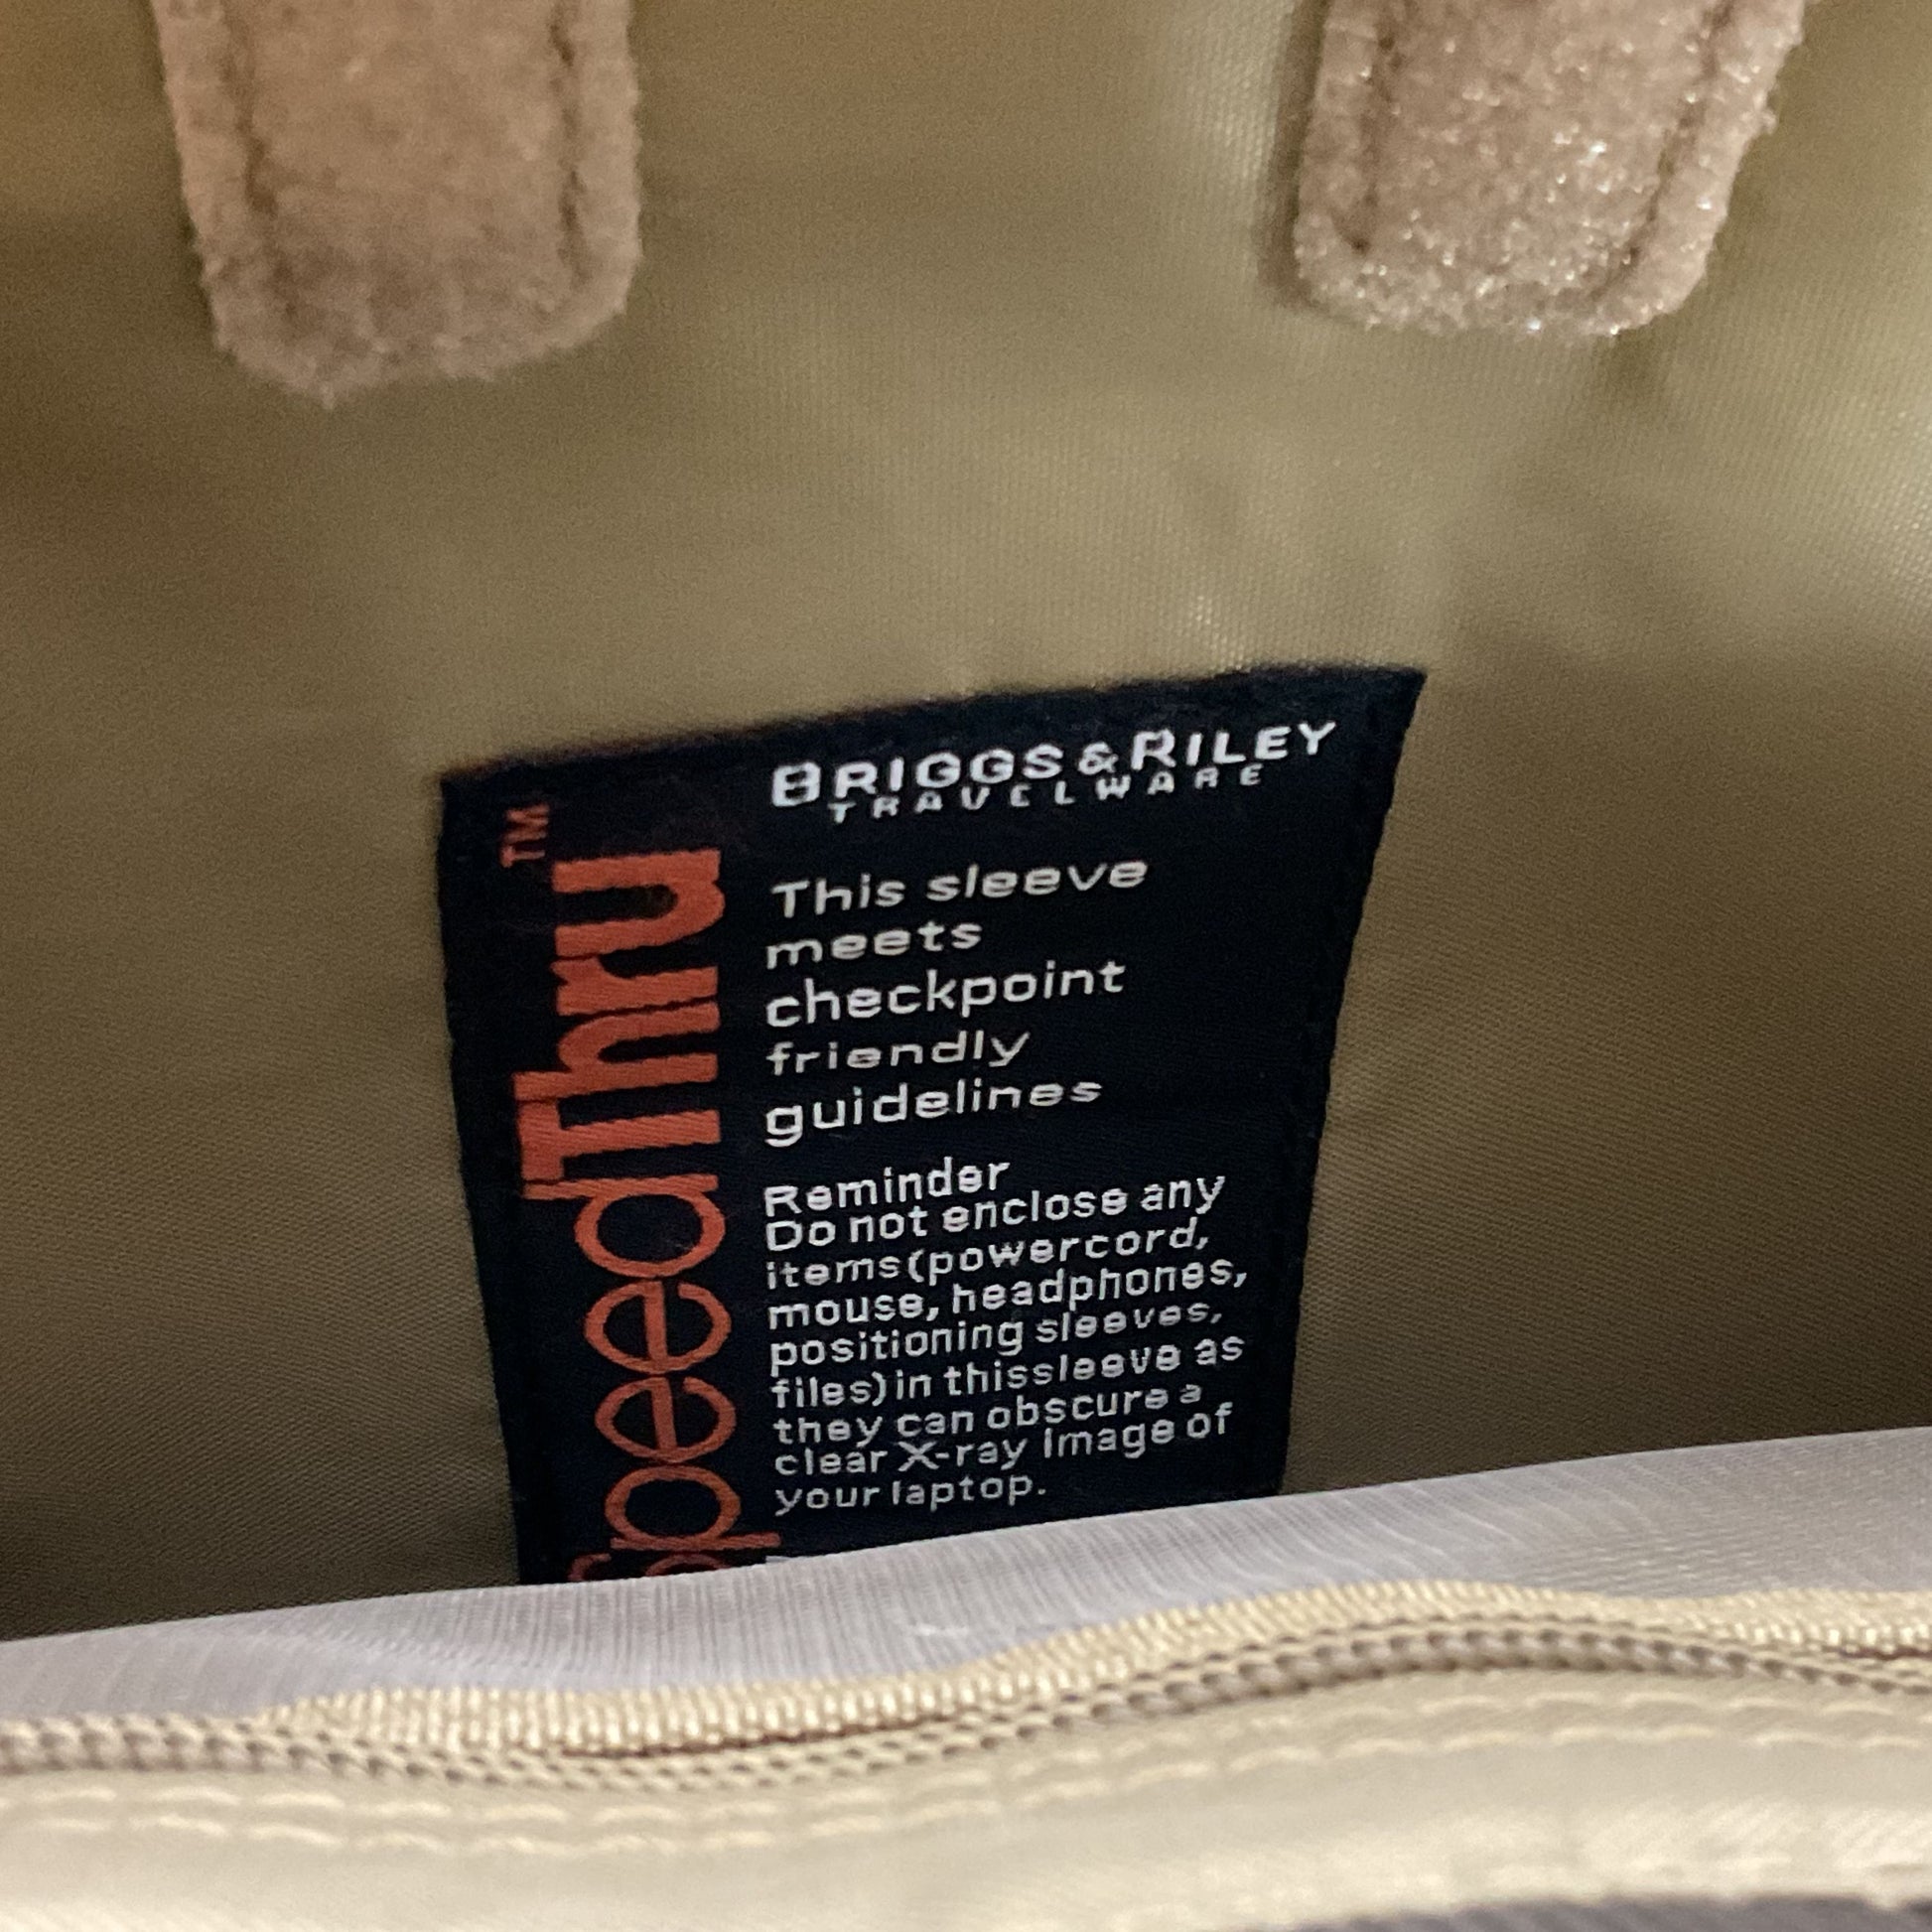 BRIGGS & RILEY
TRAVELWARE
SpeedThru™
This sleeve
meets
checkpoint
friendly
guidelines
Reminder
Do not enclose any
items(powercord,
mouse, headphones,
positioning sleeves,
files)in thissleeve as
they can obscure a
clear X-ray image of
your laptop.